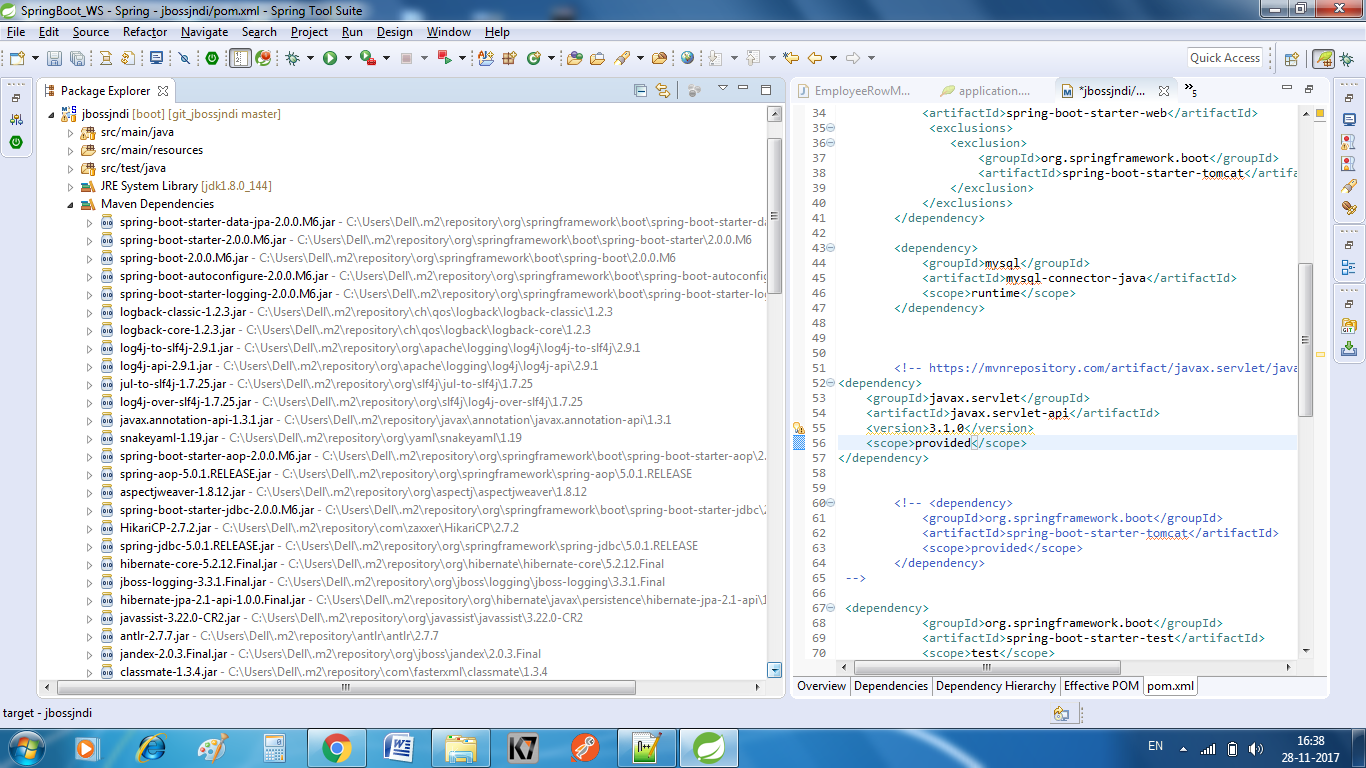 SpringBoot_WS - Spring - jbossjndi/pom.xml - Spring Tool Suite
File Edit Source Refactor Navigate Search Project Run Design Window Help
Quick Access
Package Explorer
jbossjndi [boot] [git_jbossjndi master]
src/main/java
src/main/resources
src/test/java
JRE System Library [jdk1.8.0_144]
Maven Dependencies
spring-boot-starter-data-jpa-2.0.0.M6.jar - C:\Users\Dell\.m2\repository\org\springframework\boot\spring-boot-starter-da
spring-boot-starter-2.0.0.M6.jar - C:\Users\Dell\.m2\repository\org\springframework\boot\spring-boot-starter\2.0.0.M6
spring-boot-2.0.0.M6.jar - C:\Users\Dell\.m2\repository\org\springframework\boot\spring-boot\2.0.0.M6
spring-boot-autoconfigure-2.0.0.M6.jar - C:\Users\Dell\.m2\repository\org\springframework\boot\spring-boot-autoconfig
spring-boot-starter-logging-2.0.0.M6.jar - C:\Users\Dell\.m2\repository\org\springframework\boot\spring-boot-starter-log
logback-classic-1.2.3.jar - C:\Users\Dell\.m2\repository\ch\qos\logback\logback-classic\1.2.3
logback-core-1.2.3.jar - C:\Users\Dell\.m2\repository\ch\qos\logback\logback-core\1.2.3
log4j-to-slf4j-2.9.1.jar - C:\Users\Dell\.m2\repository\org\apache\logging\log4j\log4j-to-slf4j\2.9.1
log4j-api-2.9.1.jar - C:\Users\Dell\.m2\repository\org\apache\logging\log4j\log4j-api\2.9.1
jul-to-slf4j-1.7.25.jar - C:\Users\Dell\.m2\repository\org\slf4j\jul-to-slf4j\1.7.25
log4j-over-slf4j-1.7.25.jar - C:\Users\Dell\.m2\repository\org\slf4j\log4j-over-slf4j\1.7.25
javax.annotation-api-1.3.1.jar - C:\Users\Dell\.m2\repository\javax\annotation\javax.annotation-api\1.3.1
snakeyaml-1.19.jar - C:\Users\Dell\.m2\repository\org\yaml\snakeyaml\1.19
spring-boot-starter-aop-2.0.0.M6.jar - C:\Users\Dell\.m2\repository\org\springframework\boot\spring-boot-starter-aop\2.
spring-aop-5.0.1.RELEASE.jar - C:\Users\Dell\.m2\repository\org\springframework\spring-aop\5.0.1.RELEASE
aspectjweaver-1.8.12.jar - C:\Users\Dell\.m2\repository\org\aspectj\aspectjweaver\1.8.12
spring-boot-starter-jdbc-2.0.0.M6.jar - C:\Users\Dell\.m2\repository\org\springframework\boot\spring-boot-starter-jdbc\2
HikariCP-2.7.2.jar - C:\Users\Dell\.m2\repository\com\zaxxer\HikariCP\2.7.2
spring-jdbc-5.0.1.RELEASE.jar - C:\Users\Dell\.m2\repository\org\springframework\spring-jdbc\5.0.1.RELEASE
hibernate-core-5.2.12.Final.jar - C:\Users\Dell\.m2\repository\org\hibernate\hibernate-core\5.2.12.Final
jboss-logging-3.3.1.Final.jar - C:\Users\Dell\.m2\repository\org\jboss\logging\jboss-logging\3.3.1.Final
hibernate-jpa-2.1-api-1.0.0.Final.jar - C:\Users\Dell\.m2\repository\org\hibernate\javax\persistence\hibernate-jpa-2.1-api\1
javassist-3.22.0-CR2.jar - C:\Users\Dell\.m2\repository\org\javassist\javassist\3.22.0-CR2
antlr-2.7.7.jar - C:\Users\Dell\.m2\repository\antlr\antlr\2.7.7
jandex-2.0.3.Final.jar - C:\Users\Dell\.m2\repository\org\jboss\jandex\2.0.3.Final
classmate-1.3.4.jar - C:\Users\Dell\.m2\repository\com\fasterxml\classmate\1.3.4
EmployeeRowM... application.... *jbossjndi/... »5
34 <artifactId>spring-boot-starter-web</artifactId>
35 <exclusions>
36 <exclusion>
37 <groupId>org.springframework.boot</groupId>
38 <artifactId>spring-boot-starter-tomcat</artifa
39 </exclusion>
40 </exclusions>
41 </dependency>
42
43 <dependency>
44 <groupId>mysql</groupId>
45 <artifactId>mysql-connector-java</artifactId>
46 <scope>runtime</scope>
47 </dependency>
48
49
50
51 <!-- https://mvnrepository.com/artifact/javax.servlet/java
52 <dependency>
53 <groupId>javax.servlet</groupId>
54 <artifactId>javax.servlet-api</artifactId>
55 <version>3.1.0</version>
56 <scope>provided</scope>
57 </dependency>
58
59
60 <!-- <dependency>
61 <groupId>org.springframework.boot</groupId>
62 <artifactId>spring-boot-starter-tomcat</artifactId>
63 <scope>provided</scope>
64 </dependency>
65 -->
66
67 <dependency>
68 <groupId>org.springframework.boot</groupId>
69 <artifactId>spring-boot-starter-test</artifactId>
70 <scope>test</scope>
Overview Dependencies Dependency Hierarchy Effective POM pom.xml
target - jbossjndi
EN
16:38
28-11-2017